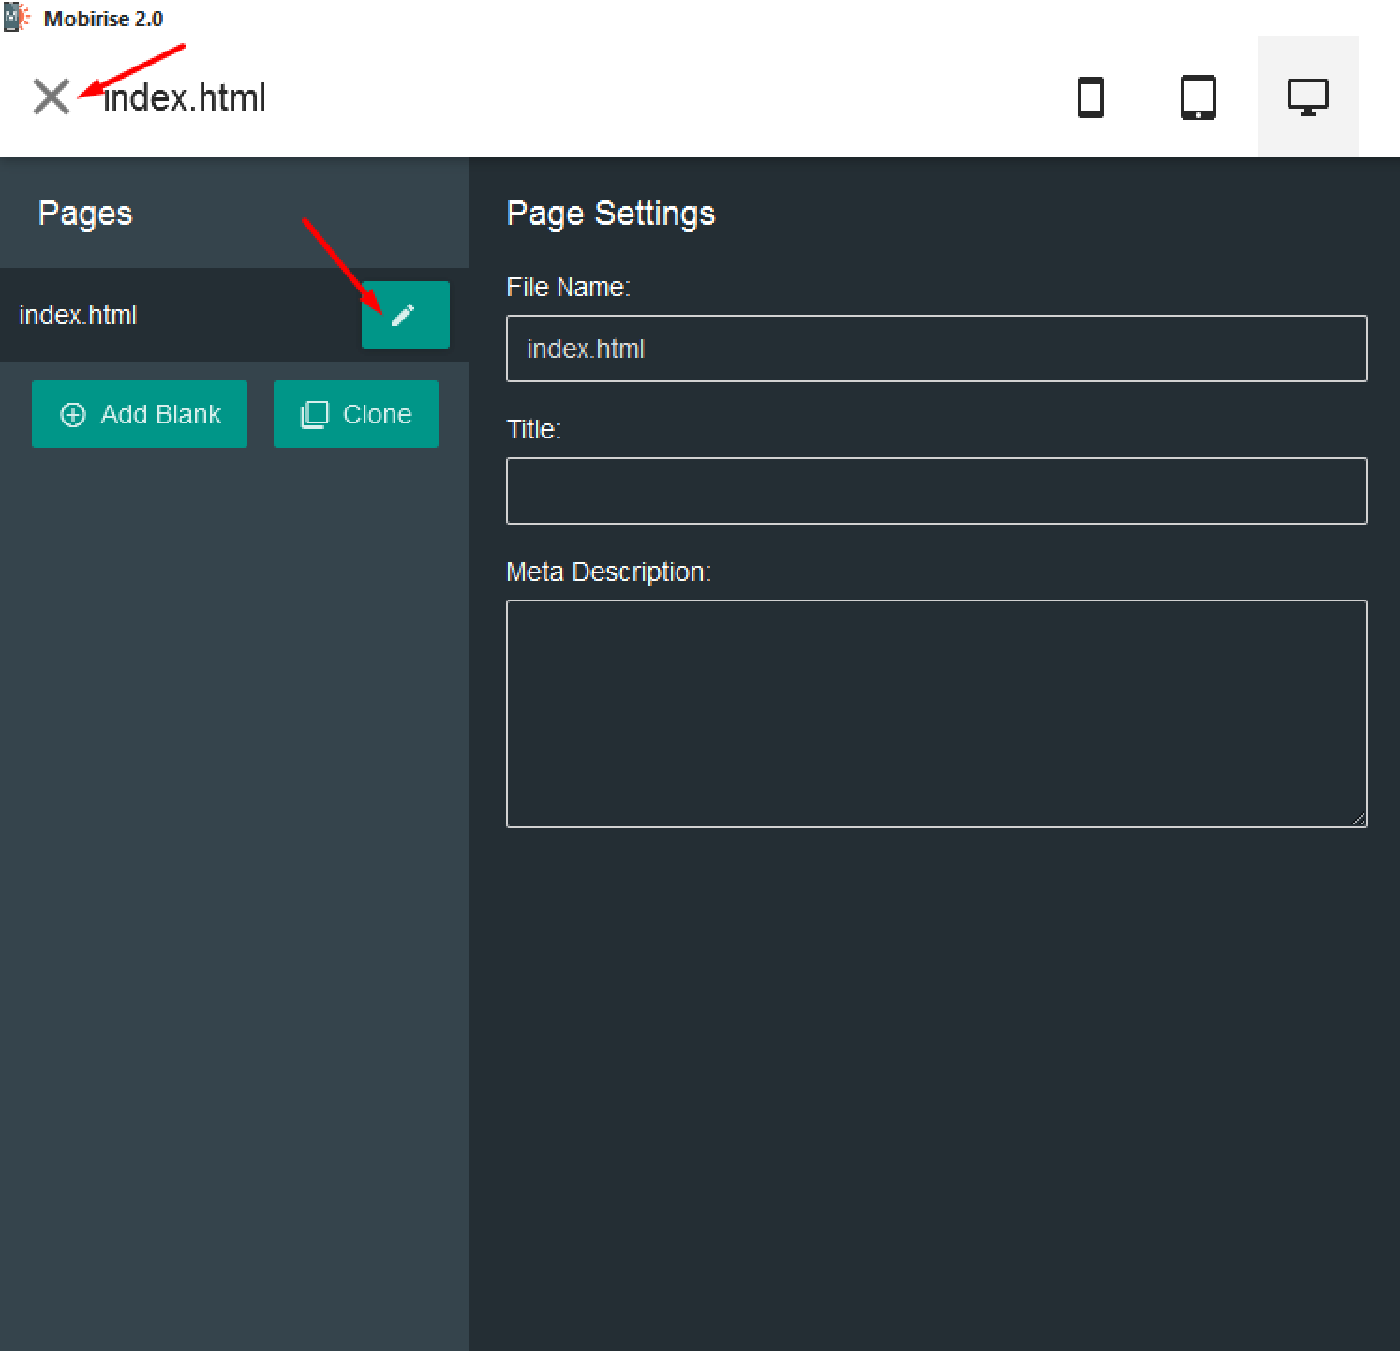 Mobirise 2.0
index.html
Pages
index.html
Add Blank
Clone
Page Settings
File Name:
index.html
Title:
Meta Description: